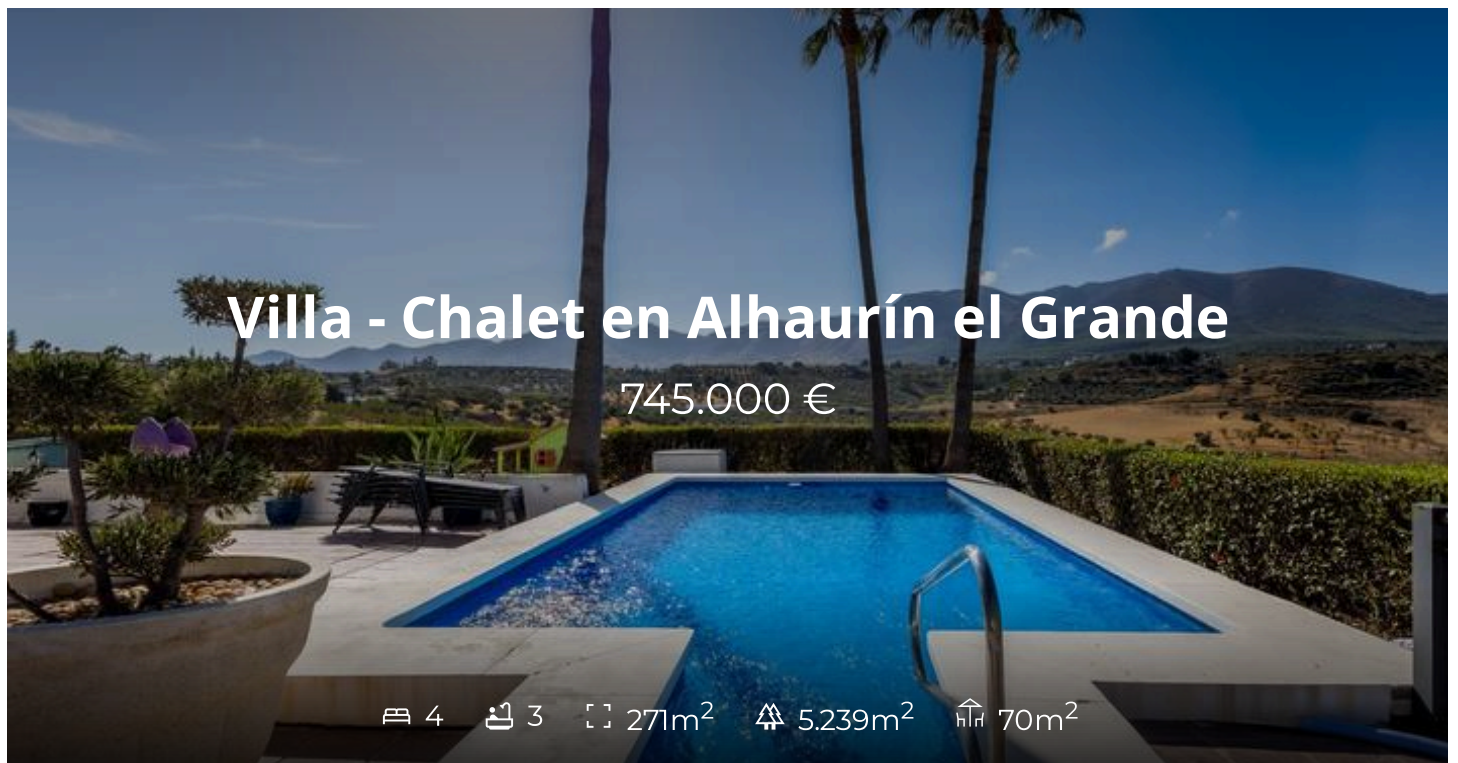 Villa - Chalet en Alhaurín el Grande
745.000 €
4 3 271m² 5.239m² 70m²